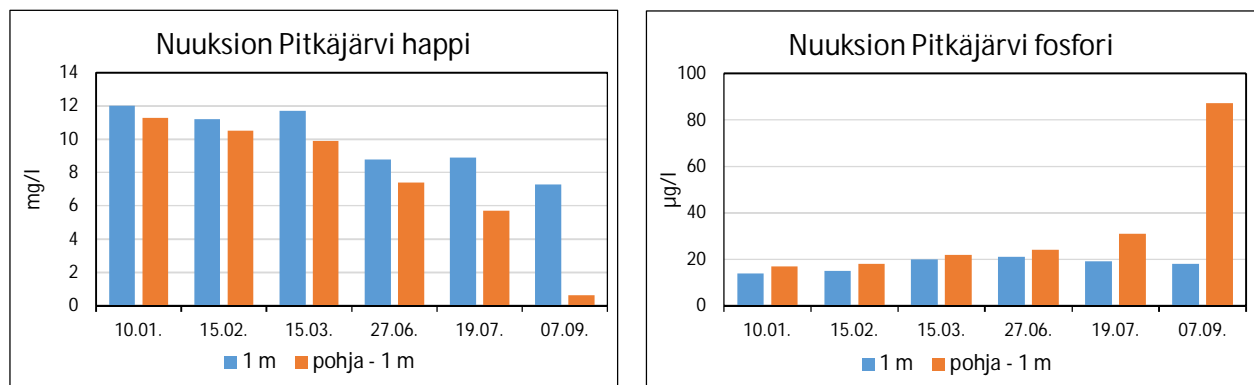 Nuuksion Pitkäjärvi happi
14
12
10
8
6
4
2
0
mg/l
10.01. 15.02. 15.03. 27.06. 19.07. 07.09.
1 m pohja - 1 m
Nuuksion Pitkäjärvi fosfori
100
80
60
40
20
0
µg/l
10.01. 15.02. 15.03. 27.06. 19.07. 07.09.
1 m pohja - 1 m